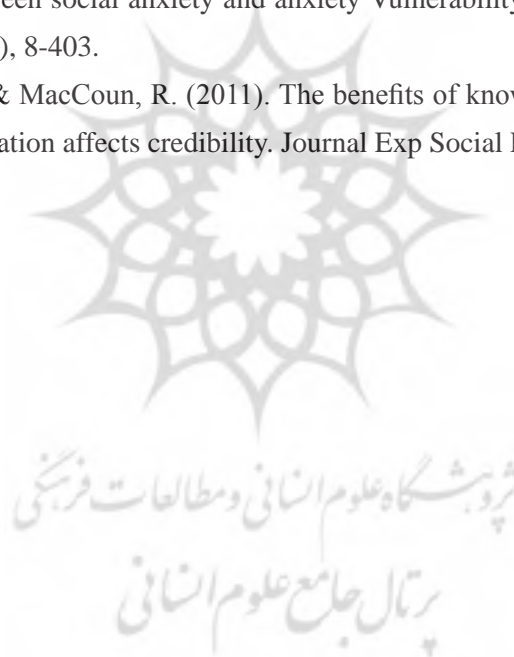 een social anxiety and anxiety Vulnerability
), 8-403.
& MacCoun, R. (2011). The benefits of know
ation affects credibility. Journal Exp Social
پژوهشگاه علوم انسانی و مطالعات فرهنگی
پرتال جامع علوم انسانی